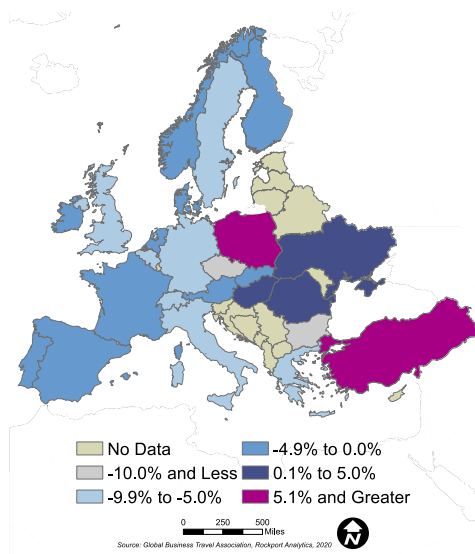 No Data
-4.9% to 0.0%
-10.0% and Less
0.1% to 5.0%
-9.9% to -5.0%
5.1% and Greater
0 250 500
Miles
N
Source: Global Business Travel Association, Rockport Analytics, 2020